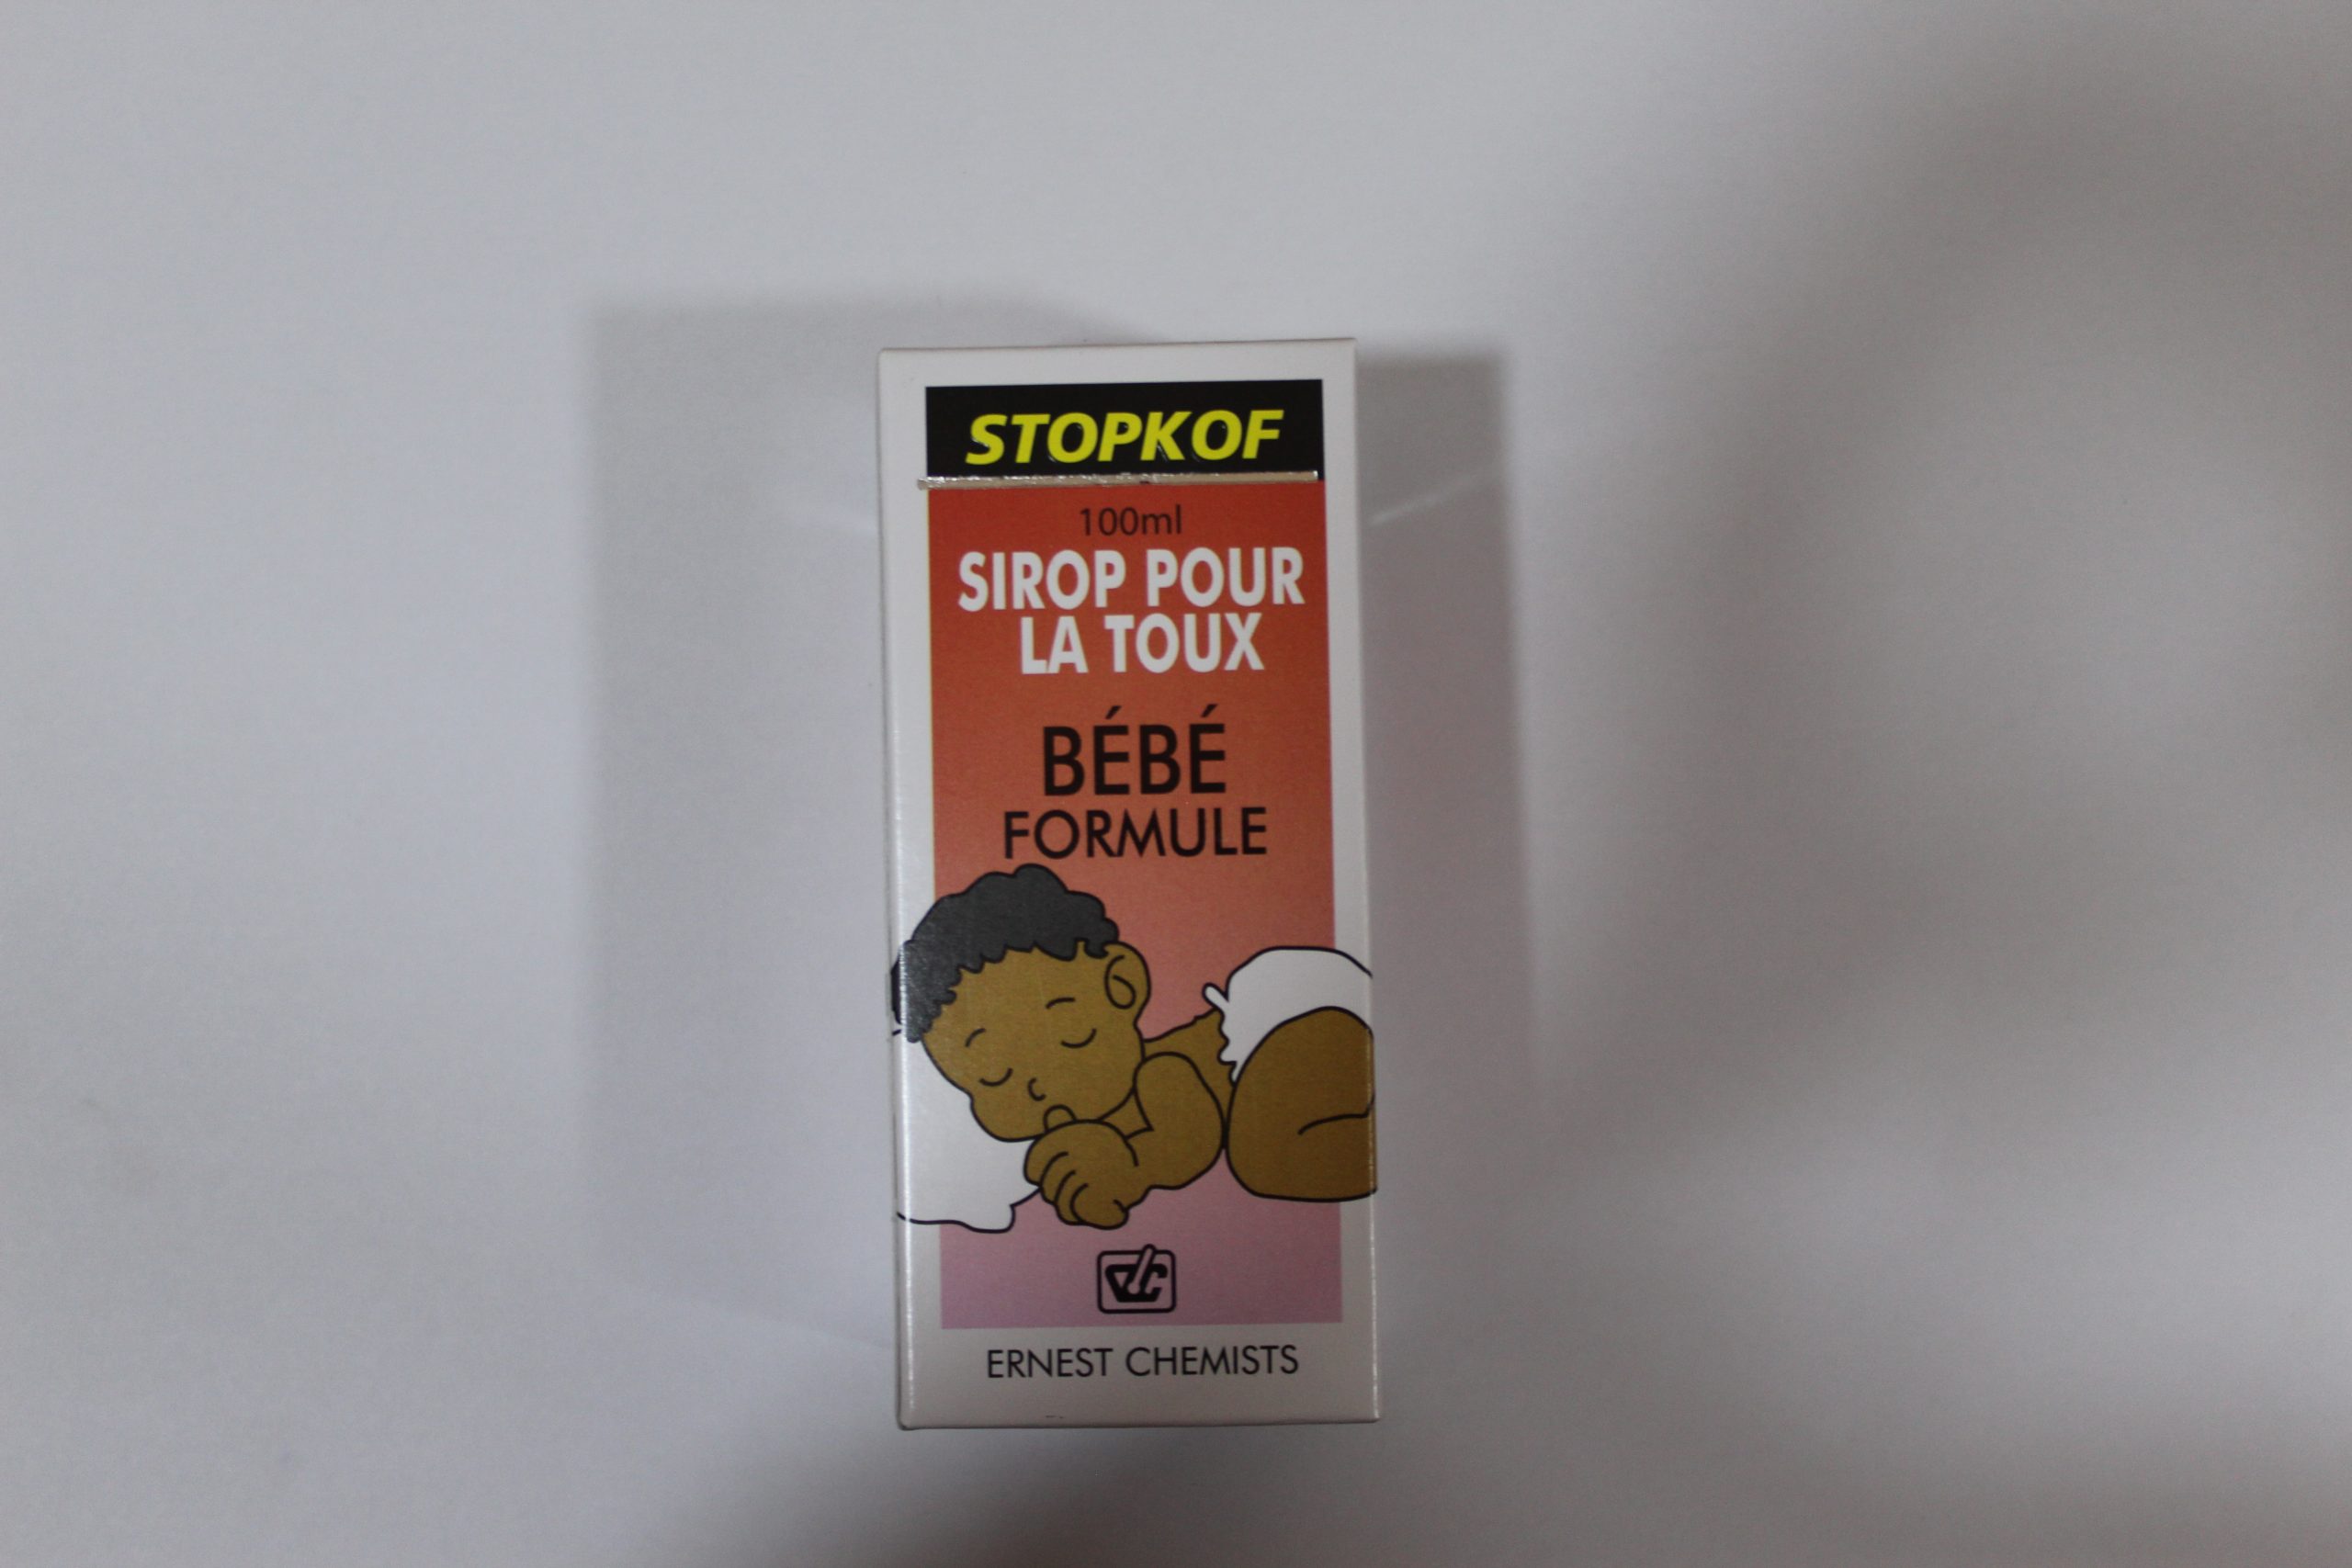 STOPKOF
100ml
SIROP POUR
LA TOUX
BÉBÉ
FORMULE
ERNEST CHEMISTS